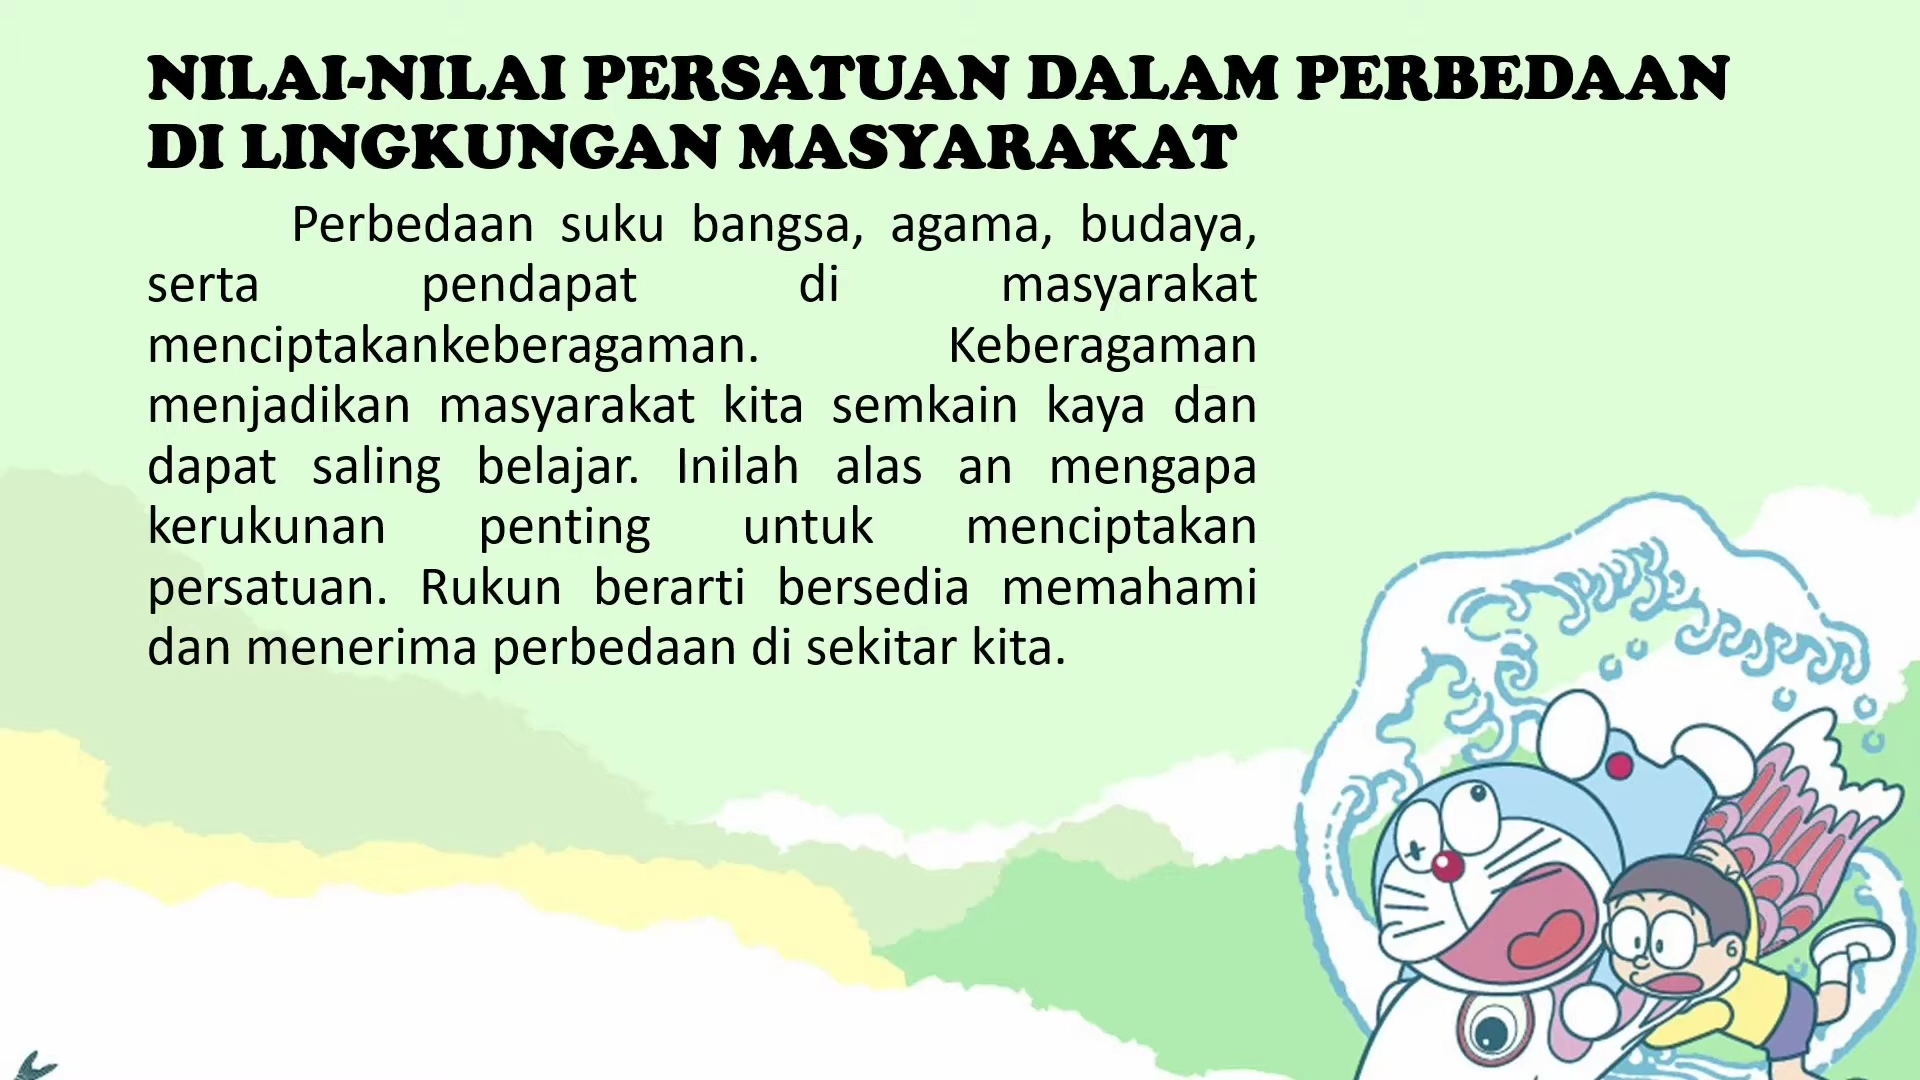 NILAI-NILAI PERSATUAN DALAM PERBEDAAN
DI LINGKUNGAN MASYARAKAT
Perbedaan suku bangsa, agama, budaya,
serta pendapat di masyarakat
menciptakankeberagaman. Keberagaman
menjadikan masyarakat kita semkain kaya dan
dapat saling belajar. Inilah alas an mengapa
kerukunan penting untuk menciptakan
persatuan. Rukun berarti bersedia memahami
dan menerima perbedaan di sekitar kita.